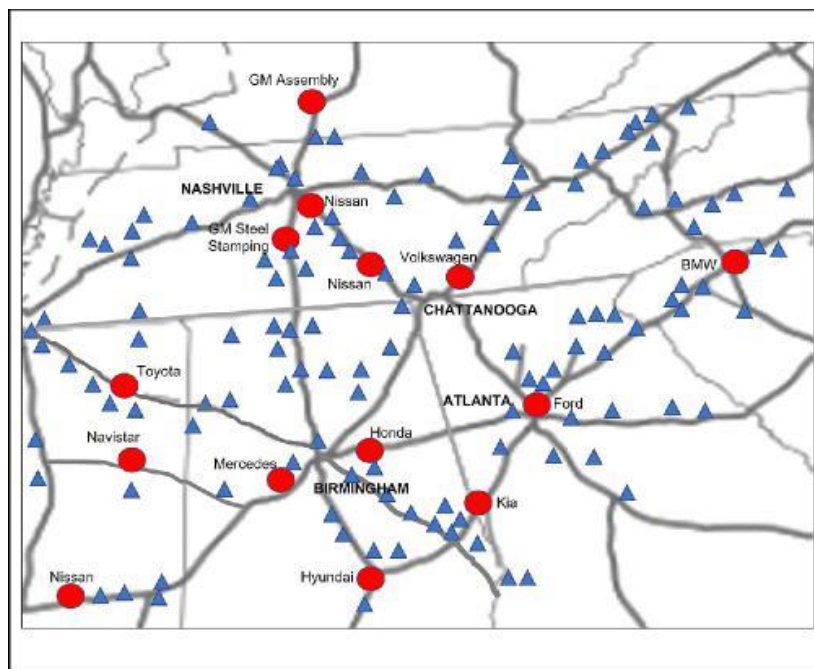 GM Assembly
NASHVILLE
Nissan
GM Steel
Stamping
Nissan
Volkswagen
BMW
CHATTANOOGA
Toyota
ATLANTA
Ford
Navistar
Honda
Mercedes
BIRMINGHAM
Kia
Nissan
Hyundai